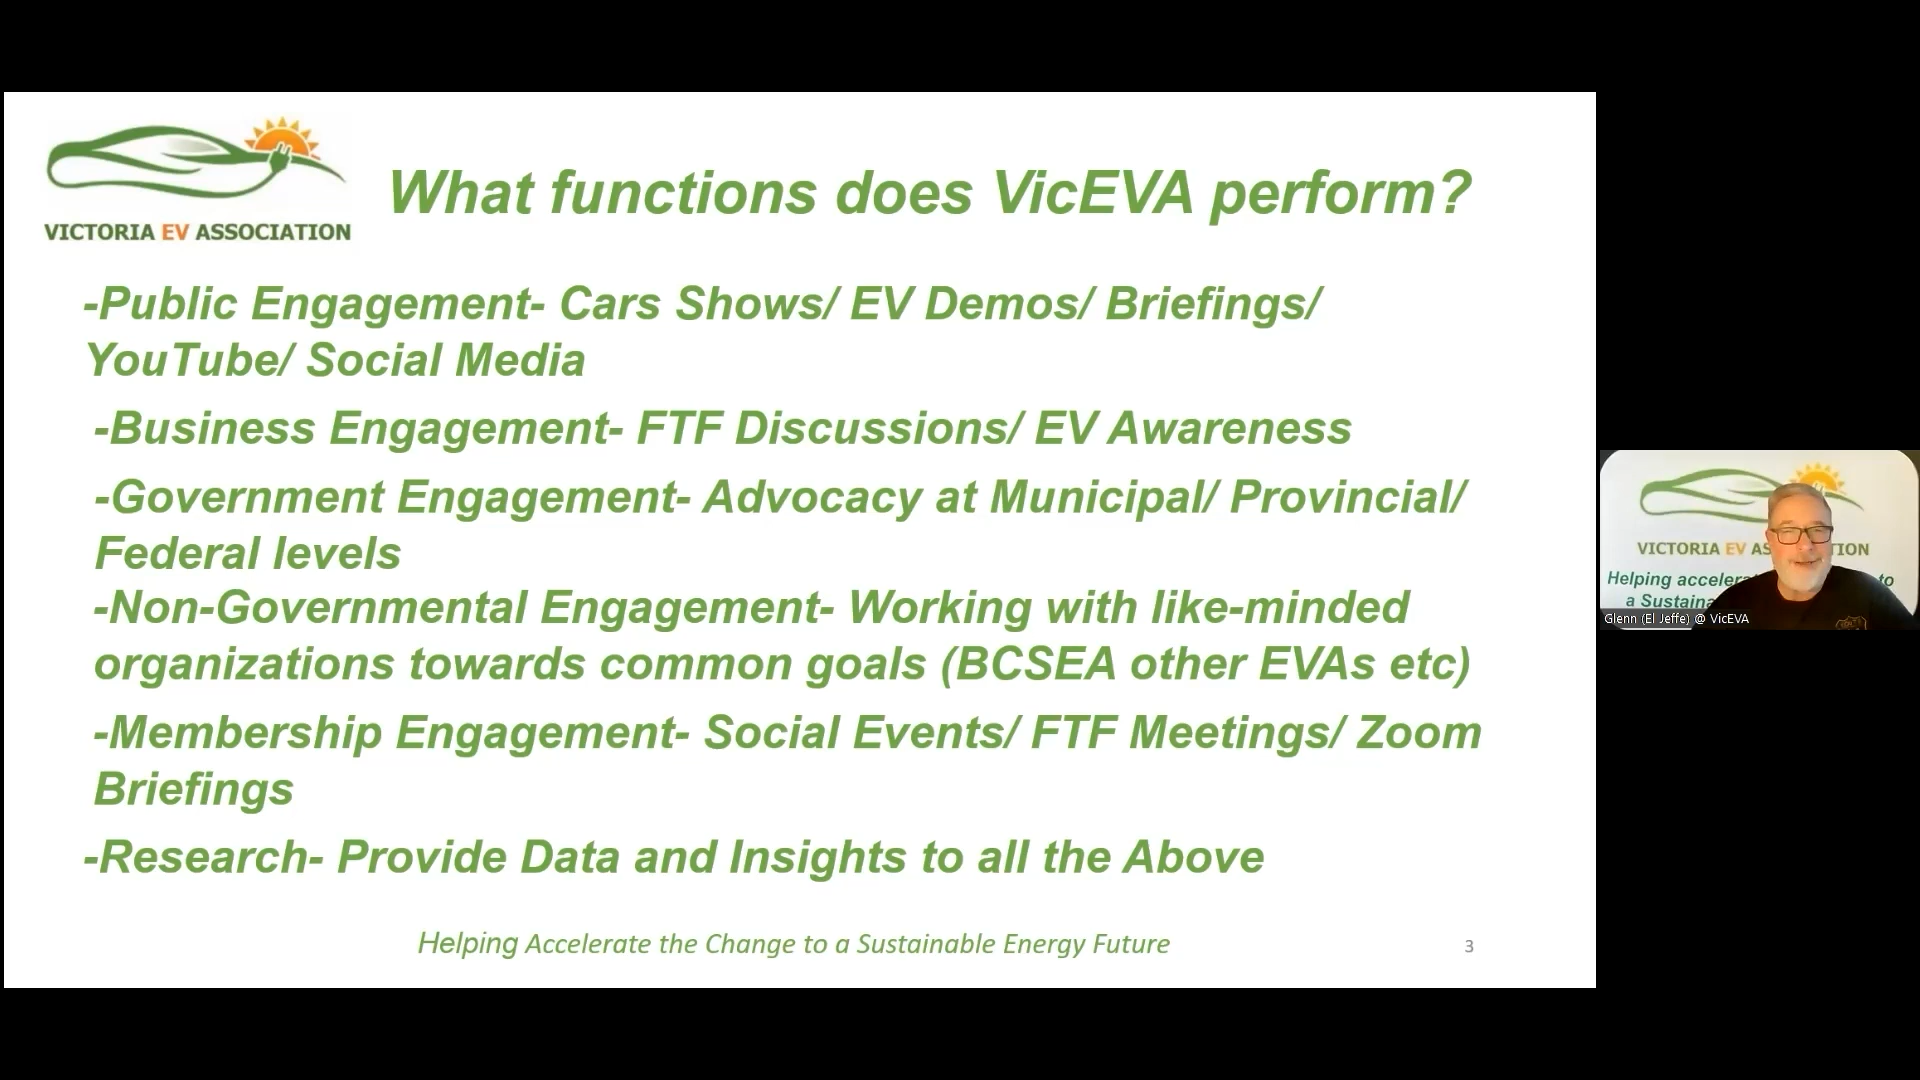 VICTORIA EV ASSOCIATION
What functions does VicEVA perform?
-Public Engagement- Cars Shows/ EV Demos/ Briefings/
YouTube/ Social Media
-Business Engagement- FTF Discussions/ EV Awareness
-Government Engagement- Advocacy at Municipal/ Provincial/
Federal levels
-Non-Governmental Engagement- Working with like-minded
organizations towards common goals (BCSEA other EVAs etc)
-Membership Engagement- Social Events/ FTF Meetings/ Zoom
Briefings
-Research- Provide Data and Insights to all the Above
Helping Accelerate the Change to a Sustainable Energy Future
3
VICTORIA EV AS TION
Helping accelera to
a Sustaina
Glenn (El Jeffe) @ VicEVA